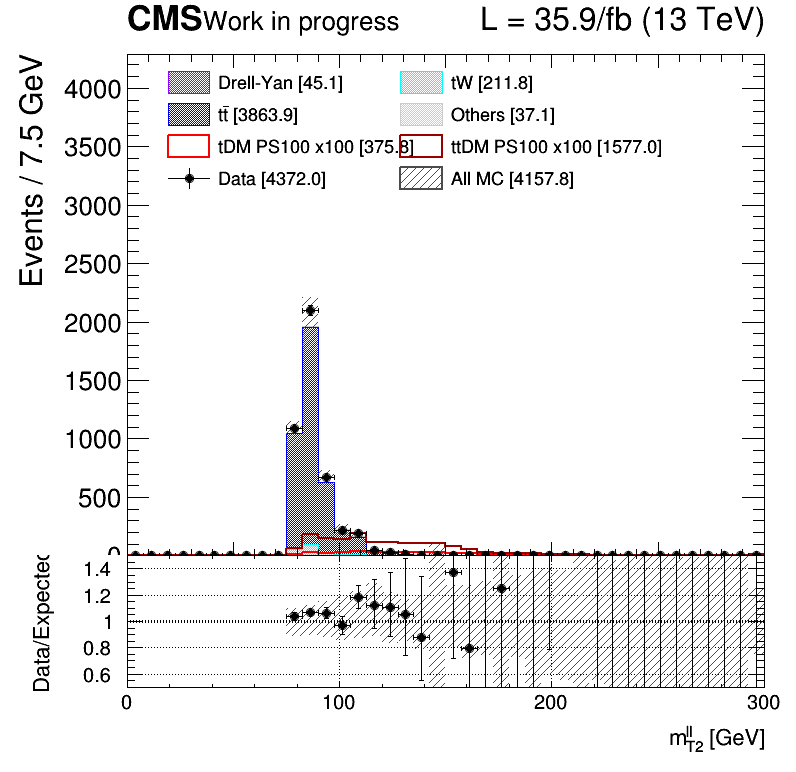 CMS Work in progress L = 35.9/fb (13 TeV)
Events / 7.5 GeV
4000
3500
3000
2500
2000
1500
1000
500
0
Drell-Yan [45.1] tW [211.8]
tt̄ [3863.9] Others [37.1]
tDM PS100 x100 [375.8] ttDM PS100 x100 [1577.0]
Data [4372.0] All MC [4157.8]
Data/Expected
1.4
1.2
1
0.8
0.6
0 100 200 300
m_{T2}^{ll} [GeV]